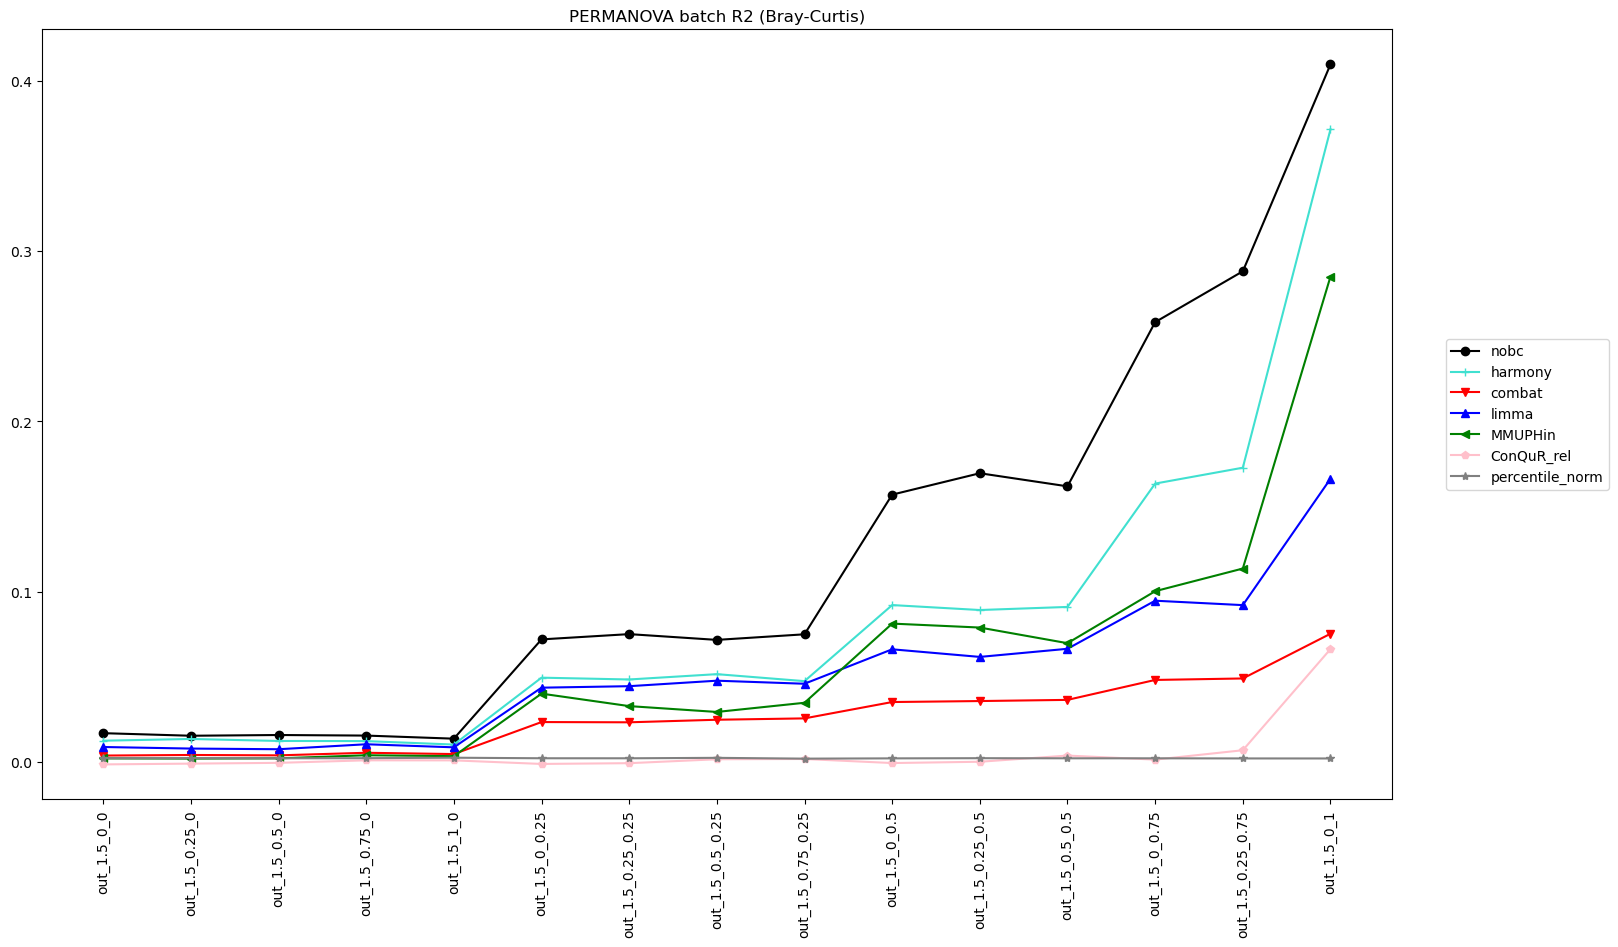 PERMANOVA batch R2 (Bray-Curtis)
0.4
0.3
0.2
0.1
0.0
out_1.5_0_0
out_1.5_0.25_0
out_1.5_0.5_0
out_1.5_0.75_0
out_1.5_1_0
out_1.5_0_0.25
out_1.5_0.25_0.25
out_1.5_0.5_0.25
out_1.5_0.75_0.25
out_1.5_0_0.5
out_1.5_0.25_0.5
out_1.5_0.5_0.5
out_1.5_0_0.75
out_1.5_0.25_0.75
out_1.5_0_1
nobc
harmony
combat
limma
MMUPHin
ConQuR_rel
percentile_norm